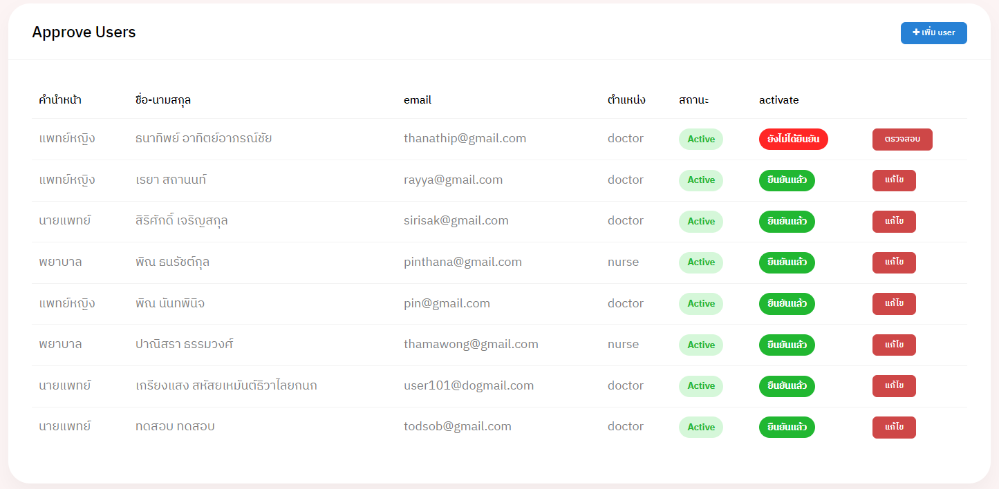 Approve Users
เพิ่ม user
คำนำหน้า ชื่อ-นามสกุล email ตำแหน่ง สถานะ activate
แพทย์หญิง ธนาทิพย์ อาทิตย์อาภรณ์ชัย thanathip@gmail.com doctor Active ยังไม่ได้ยืนยัน ตรวจสอบ
แพทย์หญิง เรยา สถานนท์ rayya@gmail.com doctor Active ยืนยันแล้ว แก้ไข
นายแพทย์ สิริศักดิ์ เจริญสกุล sirisak@gmail.com doctor Active ยืนยันแล้ว แก้ไข
พยาบาล พิณ ธนรัชต์กุล pinthana@gmail.com nurse Active ยืนยันแล้ว แก้ไข
แพทย์หญิง พิณ นันทพินิจ pin@gmail.com doctor Active ยืนยันแล้ว แก้ไข
พยาบาล ปาณิสรา ธรรมวงศ์ thamawong@gmail.com nurse Active ยืนยันแล้ว แก้ไข
นายแพทย์ เกรียงแสง สหัสยเหมันต์ธิวาไลยกนก user101@dogmail.com doctor Active ยืนยันแล้ว แก้ไข
นายแพทย์ ทดสอบ ทดสอบ todsob@gmail.com doctor Active ยืนยันแล้ว แก้ไข